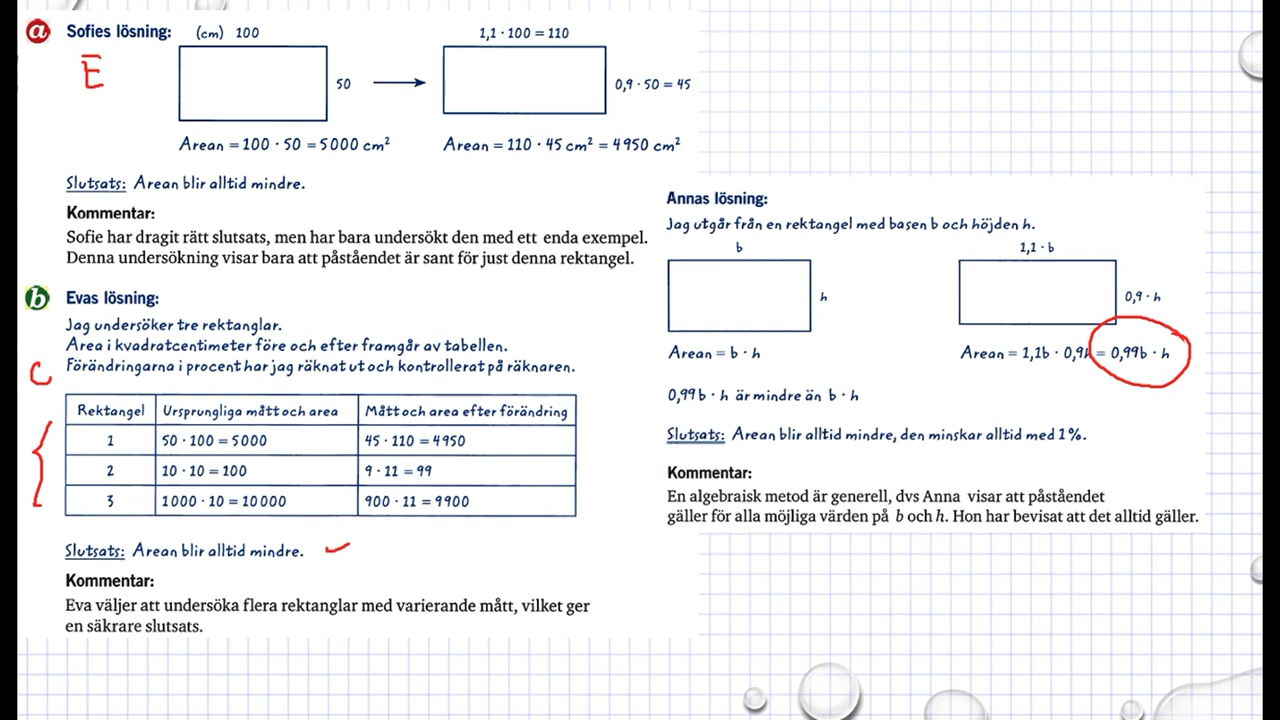 a Sofies lösning: (cm) 100
1,1 · 100 = 110
E
50
0,9 · 50 = 45
Arean = 100 · 50 = 5000 cm²
Arean = 110 · 45 cm² = 4950 cm²
Slutsats: Arean blir alltid mindre.
Kommentar:
Sofie har dragit rätt slutsats, men har bara undersökt den med ett enda exempel.
Denna undersökning visar bara att påståendet är sant för just denna rektangel.
b Evas lösning:
Jag undersöker tre rektanglar.
Area i kvadratcentimeter före och efter framgår av tabellen.
Förändringarna i procent har jag räknat ut och kontrollerat på räknaren.
C
Rektangel Ursprungliga mått och area Mått och area efter förändring
1 50 · 100 = 5000 45 · 110 = 4950
2 10 · 10 = 100 9 · 11 = 99
3 1000 · 10 = 10000 900 · 11 = 9900
Slutsats: Arean blir alltid mindre.
Kommentar:
Eva väljer att undersöka flera rektanglar med varierande mått, vilket ger
en säkrare slutsats.
Annas lösning:
Jag utgår från en rektangel med basen b och höjden h.
b
1,1 · b
h
0,9 · h
Arean = b · h
Arean = 1,1b · 0,9h = 0,99b · h
0,99 b · h är mindre än b · h
Slutsats: Arean blir alltid mindre, den minskar alltid med 1%.
Kommentar:
En algebraisk metod är generell, dvs Anna visar att påståendet
gäller för alla möjliga värden på b och h. Hon har bevisat att det alltid gäller.